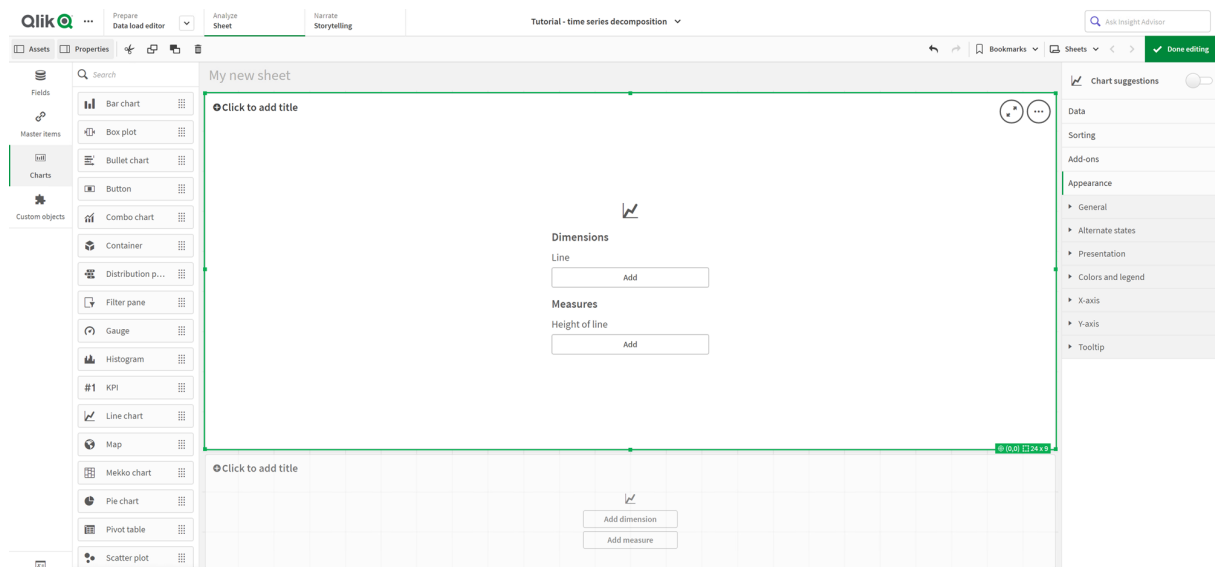 Qlik
Prepare
Data load editor
Analyze
Sheet
Narrate
Storytelling
Tutorial - time series decomposition
Ask Insight Advisor
Assets
Properties
Bookmarks
Sheets
Done editing
Fields
Master items
Charts
Custom objects
Search
Bar chart
Box plot
Bullet chart
Button
Combo chart
Container
Distribution p...
Filter pane
Gauge
Histogram
#1 KPI
Line chart
Map
Mekko chart
Pie chart
Pivot table
Scatter plot
My new sheet
Click to add title
Dimensions
Line
Add
Measures
Height of line
Add
(0,0) 24 x 9
Click to add title
Add dimension
Add measure
Chart suggestions
Data
Sorting
Add-ons
Appearance
General
Alternate states
Presentation
Colors and legend
X-axis
Y-axis
Tooltip